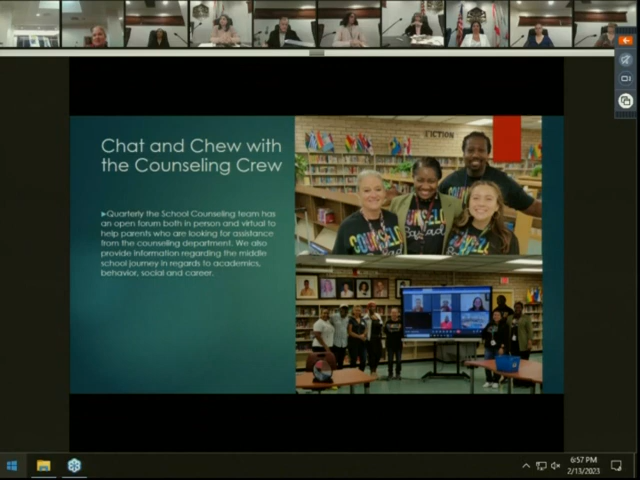 Chat and Chew with
the Counseling Crew
►Quarterly the School Counseling team has
an open forum both in person and virtual to
help parents who are looking for assistance
from the counseling department. We also
provide information regarding the middle
school journey in regards to academics,
behavior, social and career.
FICTION
6:57 PM
2/13/2023